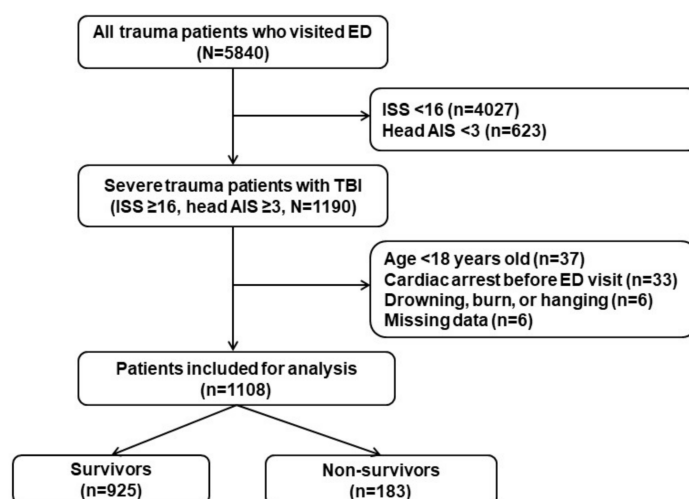 All trauma patients who visited ED
(N=5840)
ISS <16 (n=4027)
Head AIS <3 (n=623)
Severe trauma patients with TBI
(ISS ≥16, head AIS ≥3, N=1190)
Age <18 years old (n=37)
Cardiac arrest before ED visit (n=33)
Drowning, burn, or hanging (n=6)
Missing data (n=6)
Patients included for analysis
(n=1108)
Survivors
(n=925)
Non-survivors
(n=183)